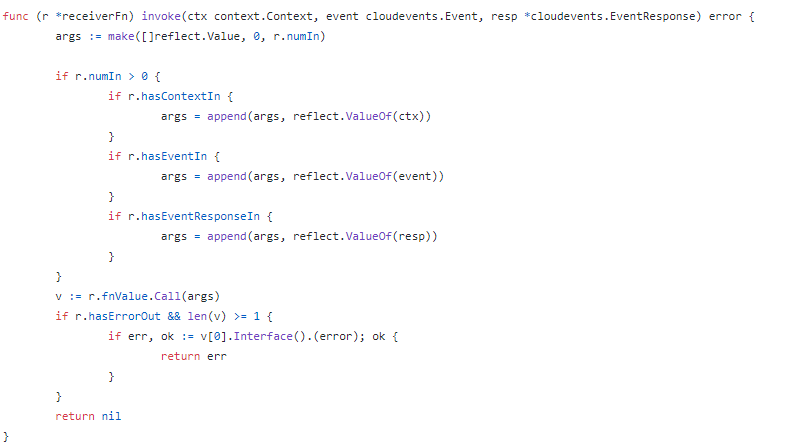 func (r *receiverFn) invoke(ctx context.Context, event cloudevents.Event, resp *cloudevents.EventResponse) error {
        args := make([]reflect.Value, 0, r.numIn)

        if r.numIn > 0 {
                if r.hasContextIn {
                        args = append(args, reflect.ValueOf(ctx))
                }
                if r.hasEventIn {
                        args = append(args, reflect.ValueOf(event))
                }
                if r.hasEventResponseIn {
                        args = append(args, reflect.ValueOf(resp))
                }
        }
        v := r.fnValue.Call(args)
        if r.hasErrorOut && len(v) >= 1 {
                if err, ok := v[0].Interface().(error); ok {
                        return err
                }
        }
        return nil
}